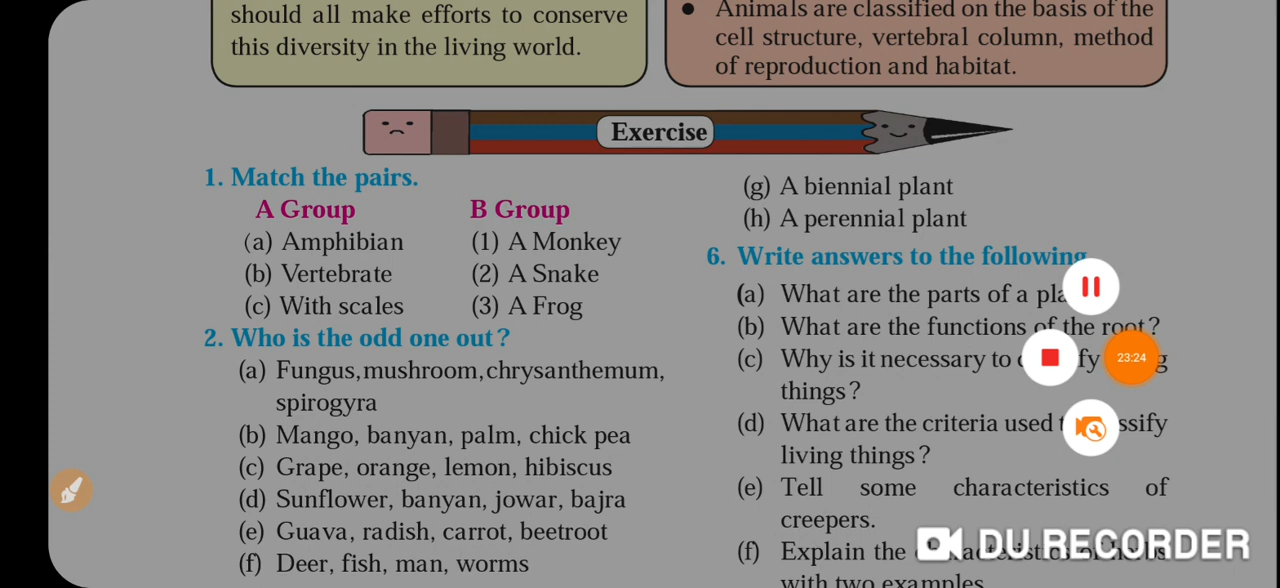 should all make efforts to conserve
this diversity in the living world.
Animals are classified on the basis of the
cell structure, vertebral column, method
of reproduction and habitat.
Exercise
1. Match the pairs.
A Group B Group
(a) Amphibian (1) A Monkey
(b) Vertebrate (2) A Snake
(c) With scales (3) A Frog
2. Who is the odd one out?
(a) Fungus, mushroom, chrysanthemum,
spirogyra
(b) Mango, banyan, palm, chick pea
(c) Grape, orange, lemon, hibiscus
(d) Sunflower, banyan, jowar, bajra
(e) Guava, radish, carrot, beetroot
(f) Deer, fish, man, worms
(g) A biennial plant
(h) A perennial plant
6. Write answers to the following
(a) What are the parts of a
(b) What are the functions of the root?
(c) Why is it necessary to
things?
(d) What are the criteria used
living things?
(e) Tell some characteristics of
creepers.
(f) Explain the
with two examples
23:24
DU RECORDER